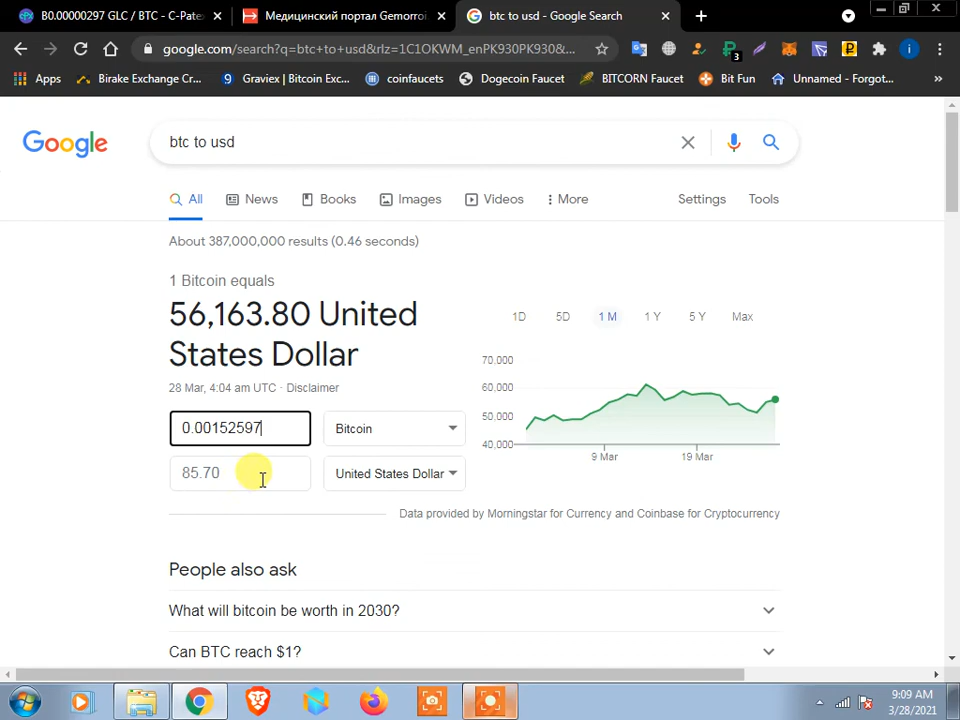 B0.00000297 GLC / BTC - C-Patex
Медицинский портал Gemorroi
btc to usd - Google Search
google.com/search?q=btc+to+usd&rlz=1C1OKWM_enPK930PK930&...
3
i
Apps
Birake Exchange Cr...
Graviex | Bitcoin Exc...
coinfaucets
Dogecoin Faucet
BITCORN Faucet
Bit Fun
Unnamed - Forgot...
»
Google
btc to usd
All
News
Books
Images
Videos
More
Settings
Tools
About 387,000,000 results (0.46 seconds)
1 Bitcoin equals
56,163.80 United
States Dollar
28 Mar, 4:04 am UTC · Disclaimer
0.00152597
Bitcoin
85.70
United States Dollar
1D
5D
1 M
1 Y
5 Y
Max
70,000
60,000
50,000
40,000
9 Mar
19 Mar
Data provided by Morningstar for Currency and Coinbase for Cryptocurrency
People also ask
What will bitcoin be worth in 2030?
Can BTC reach $1?
9:09 AM
3/28/2021